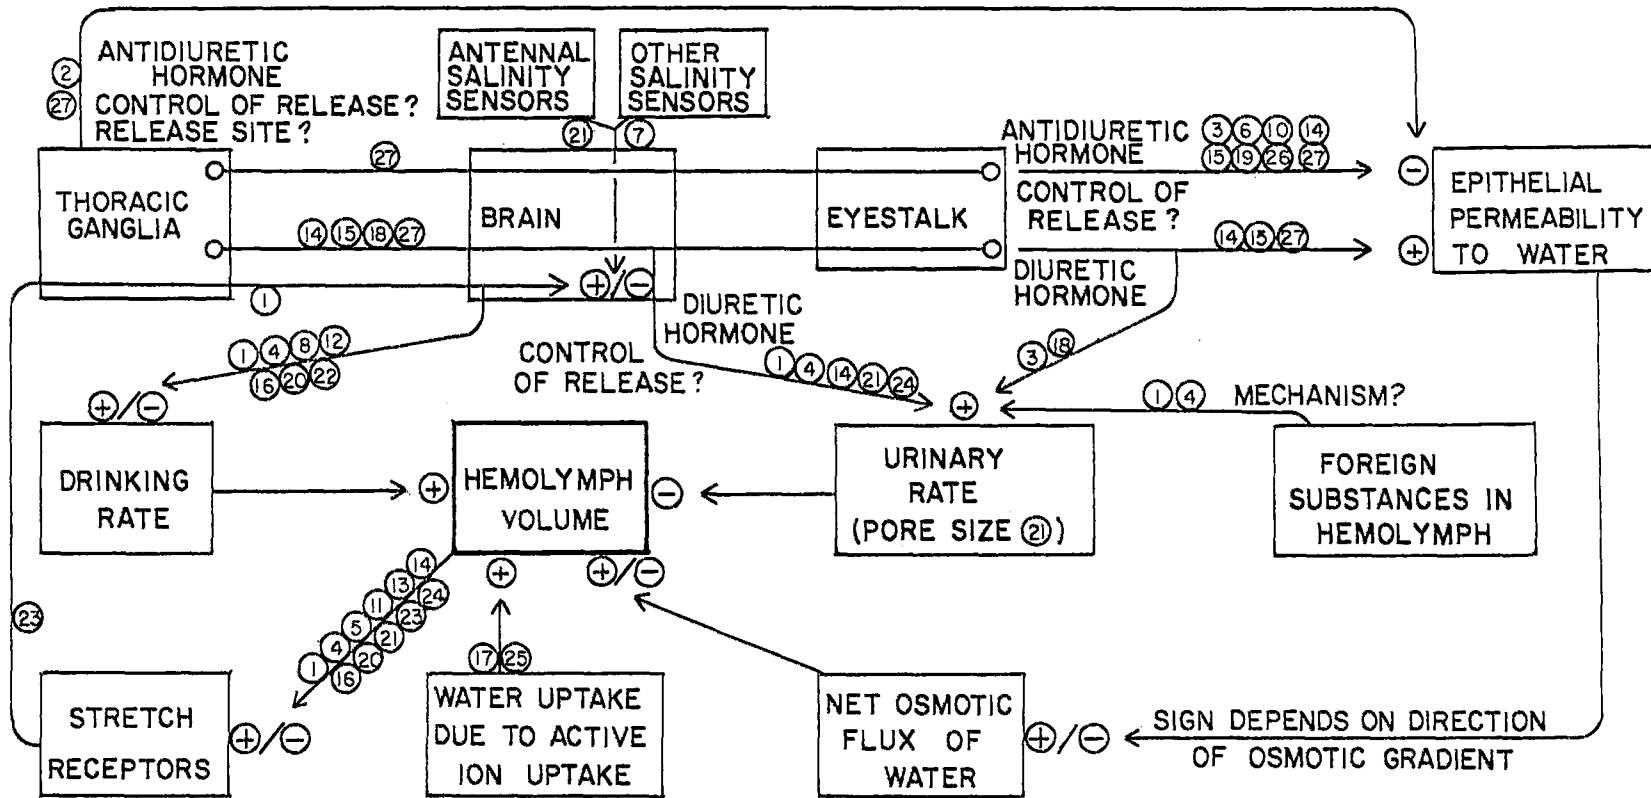 ② ANTIDIURETIC
HORMONE
㉗ CONTROL OF RELEASE?
RELEASE SITE?
ANTENNAL
SALINITY
SENSORS
OTHER
SALINITY
SENSORS
㉑ ⑦
THORACIC
GANGLIA
㉗
⑭ ⑮ ⑱ ㉗
①
BRAIN
+/−
EYESTALK
ANTIDIURETIC ③ ⑥ ⑩ ⑭
HORMONE ⑮ ⑲ ㉖ ㉗
−
CONTROL OF
RELEASE?
⑭ ⑮ ㉗
+
DIURETIC
HORMONE
EPITHELIAL
PERMEABILITY
TO WATER
DIURETIC
HORMONE
CONTROL
OF RELEASE?
① ④ ⑧ ⑫
⑯ ⑳ ㉒
① ④ ⑭ ㉑ ㉔
③ ⑱
① ④ MECHANISM?
+/−
+
DRINKING
RATE
+
HEMOLYMPH
VOLUME
−
URINARY
RATE
(PORE SIZE ㉑)
FOREIGN
SUBSTANCES IN
HEMOLYMPH
+
+/−
① ④ ⑤ ⑪ ⑬ ⑭
⑯ ⑳ ㉑ ㉓ ㉔
㉓
⑰ ㉕
STRETCH
RECEPTORS
+/−
WATER UPTAKE
DUE TO ACTIVE
ION UPTAKE
NET OSMOTIC
FLUX OF
WATER
+/−
SIGN DEPENDS ON DIRECTION
OF OSMOTIC GRADIENT